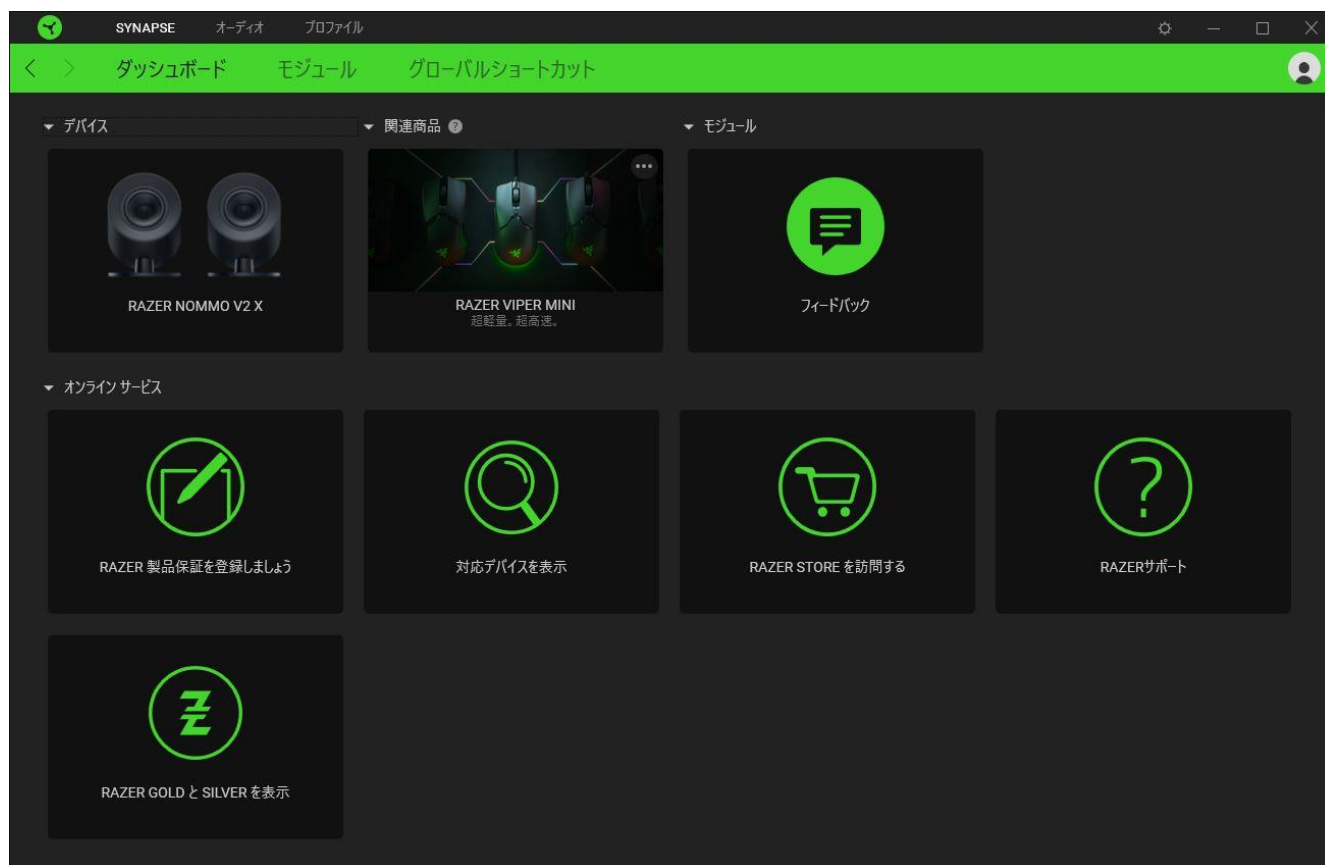 SYNAPSE オーディオ プロファイル
ダッシュボード モジュール グローバルショートカット
デバイス
関連商品
モジュール
RAZER NOMMO V2 X
RAZER VIPER MINI
超軽量。超高速。
フィードバック
オンライン サービス
RAZER 製品保証を登録しましょう
対応デバイスを表示
RAZER STORE を訪問する
RAZERサポート
RAZER GOLD と SILVER を表示